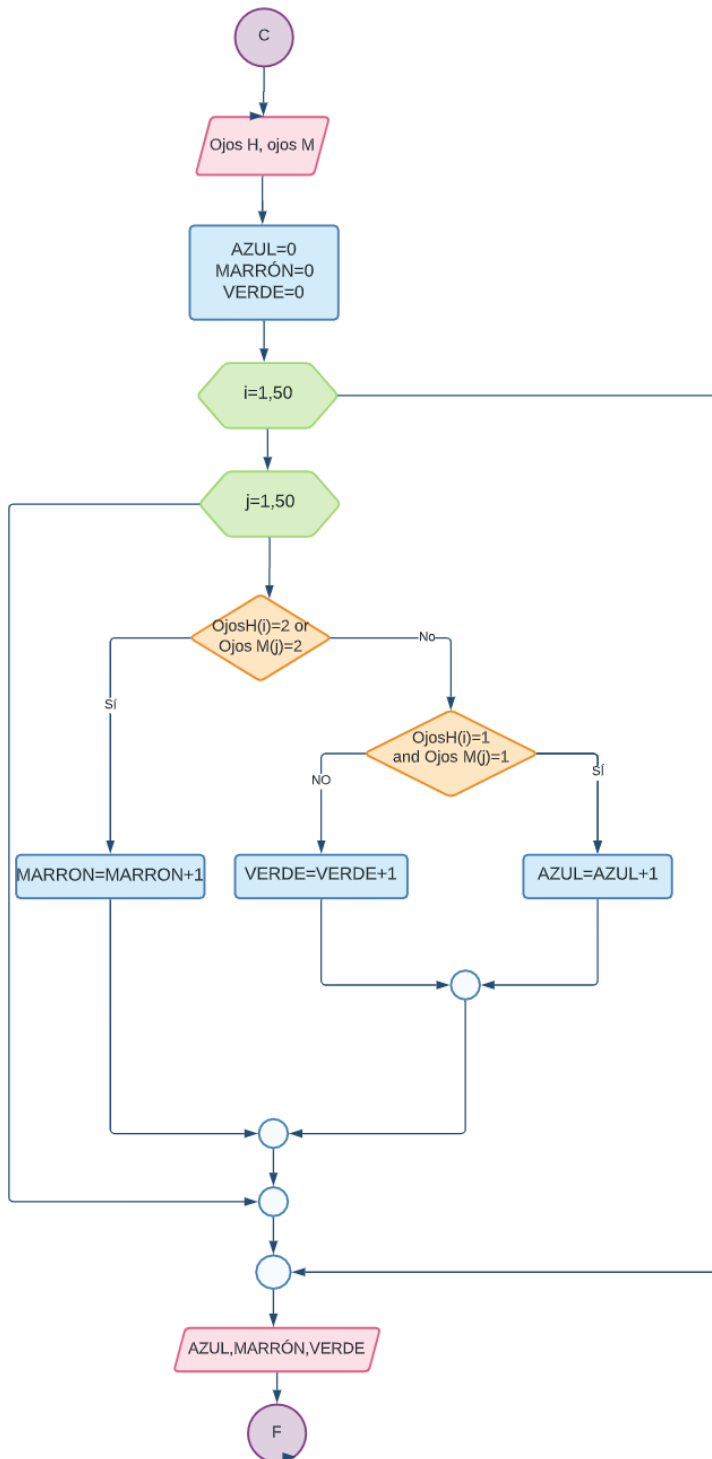 C
Ojos H, ojos M
AZUL=0
MARRÓN=0
VERDE=0
i=1,50
j=1,50
OjosH(i)=2 or
Ojos M(j)=2
No
Sí
OjosH(i)=1
and Ojos M(j)=1
NO
SÍ
MARRON=MARRON+1
VERDE=VERDE+1
AZUL=AZUL+1
AZUL,MARRÓN,VERDE
F